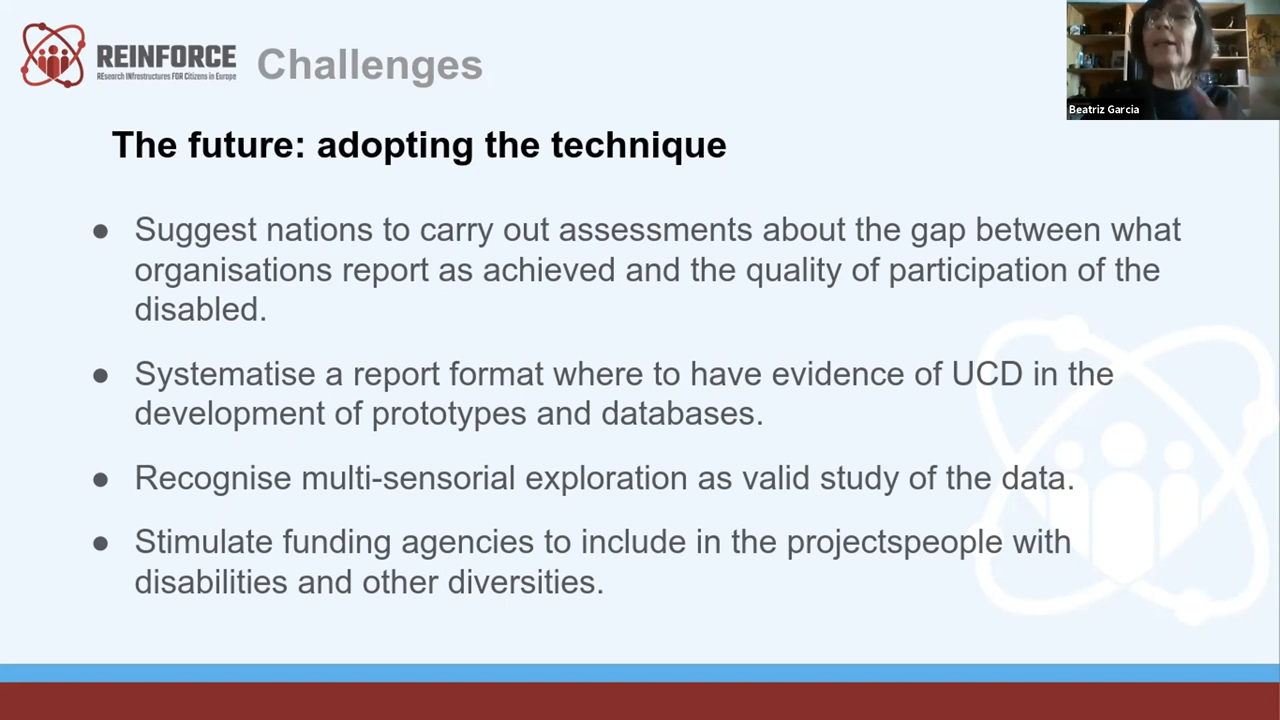 REINFORCE
REsearch INfrastructures FOR Citizens in Europe
Challenges
Beatriz Garcia
The future: adopting the technique
● Suggest nations to carry out assessments about the gap between what
organisations report as achieved and the quality of participation of the
disabled.
● Systematise a report format where to have evidence of UCD in the
development of prototypes and databases.
● Recognise multi-sensorial exploration as valid study of the data.
● Stimulate funding agencies to include in the projectspeople with
disabilities and other diversities.